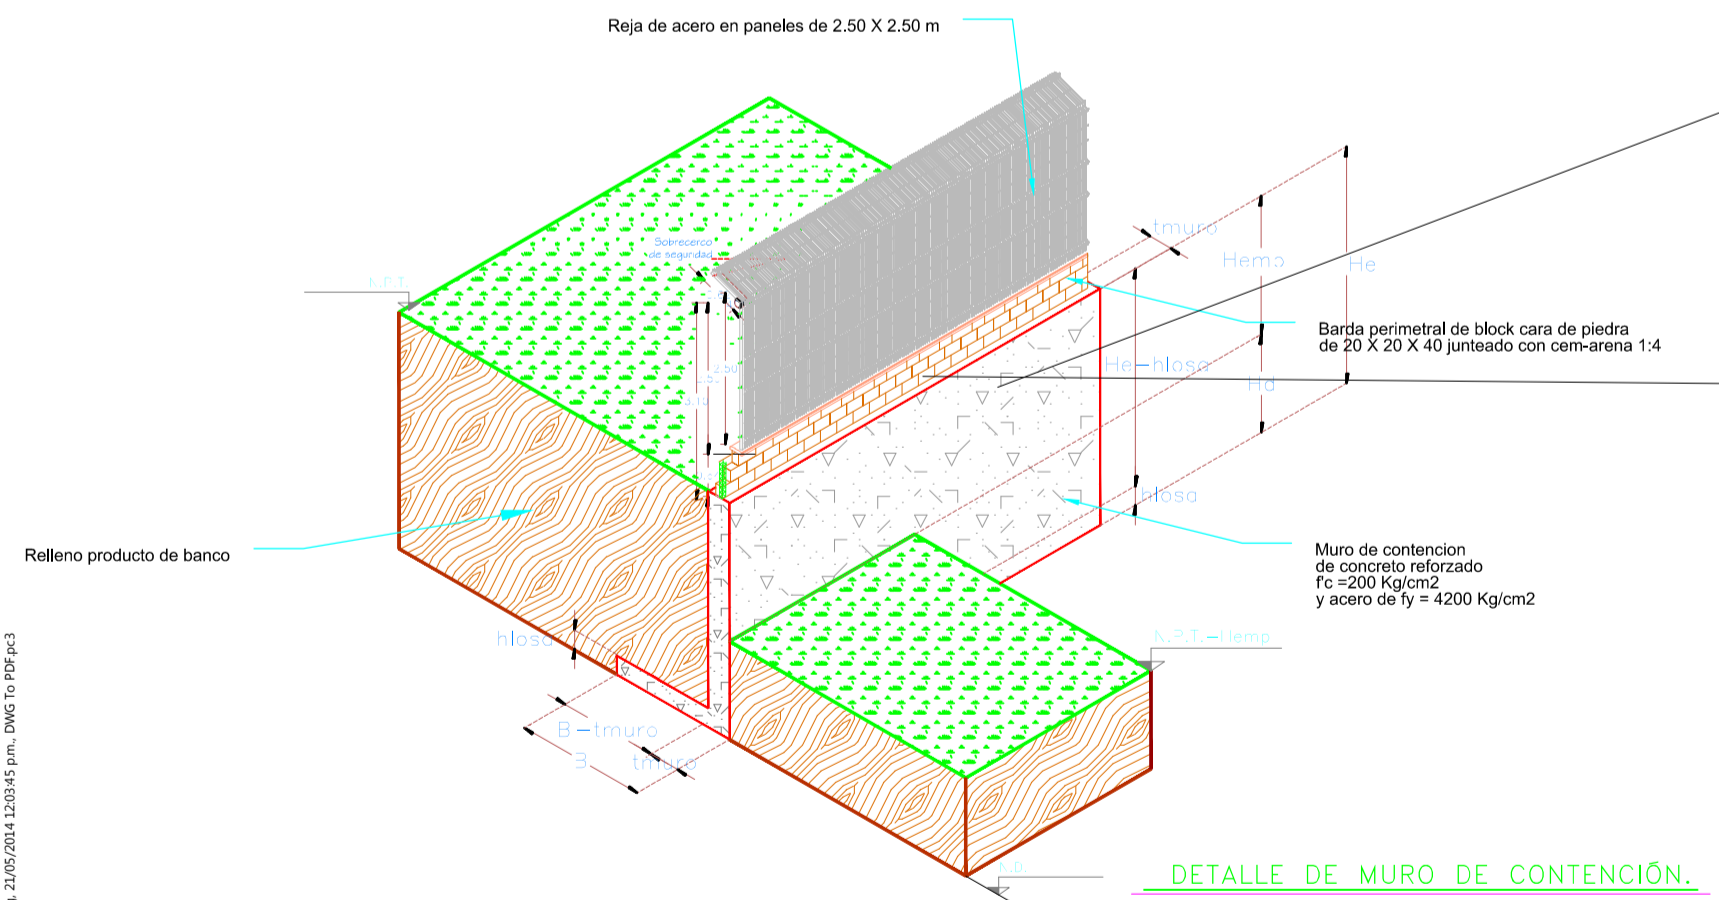 Reja de acero en paneles de 2.50 X 2.50 m
tmuro
Hemp
He
Sobrecerco
de seguridad
N.P.T.
Barda perimetral de block cara de piedra
de 20 X 20 X 40 junteado con cem-arena 1:4
He-hlosa
Hd
2.50
3.10
hlosa
Relleno producto de banco
Muro de contencion
de concreto reforzado
f'c =200 Kg/cm2
y acero de fy = 4200 Kg/cm2
hlosa
N.P.T.-Hemp
B-tmuro
B
tmuro
N.D.
DETALLE DE MURO DE CONTENCIÓN.
21/05/2014 12:03:45 p.m., DWG To PDF.pc3